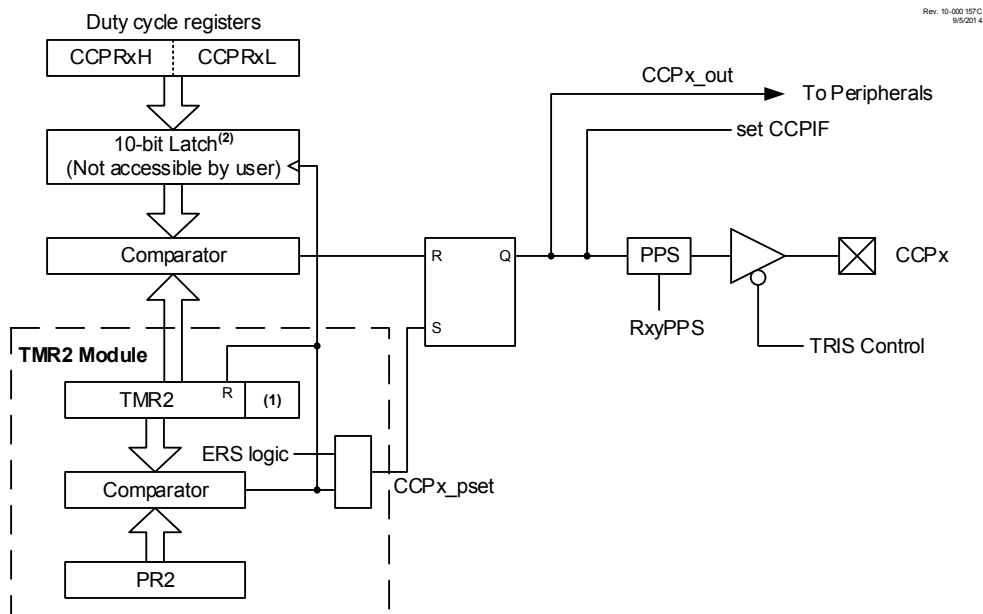 Rev. 10-000 157C
9/5/2014
Duty cycle registers
CCPRxH CCPRxL
CCPx_out
To Peripherals
set CCPIF
10-bit Latch(2)
(Not accessible by user)
Comparator
R Q
PPS
CCPx
S
RxyPPS
TRIS Control
TMR2 Module
R
TMR2 (1)
ERS logic
Comparator
CCPx_pset
PR2